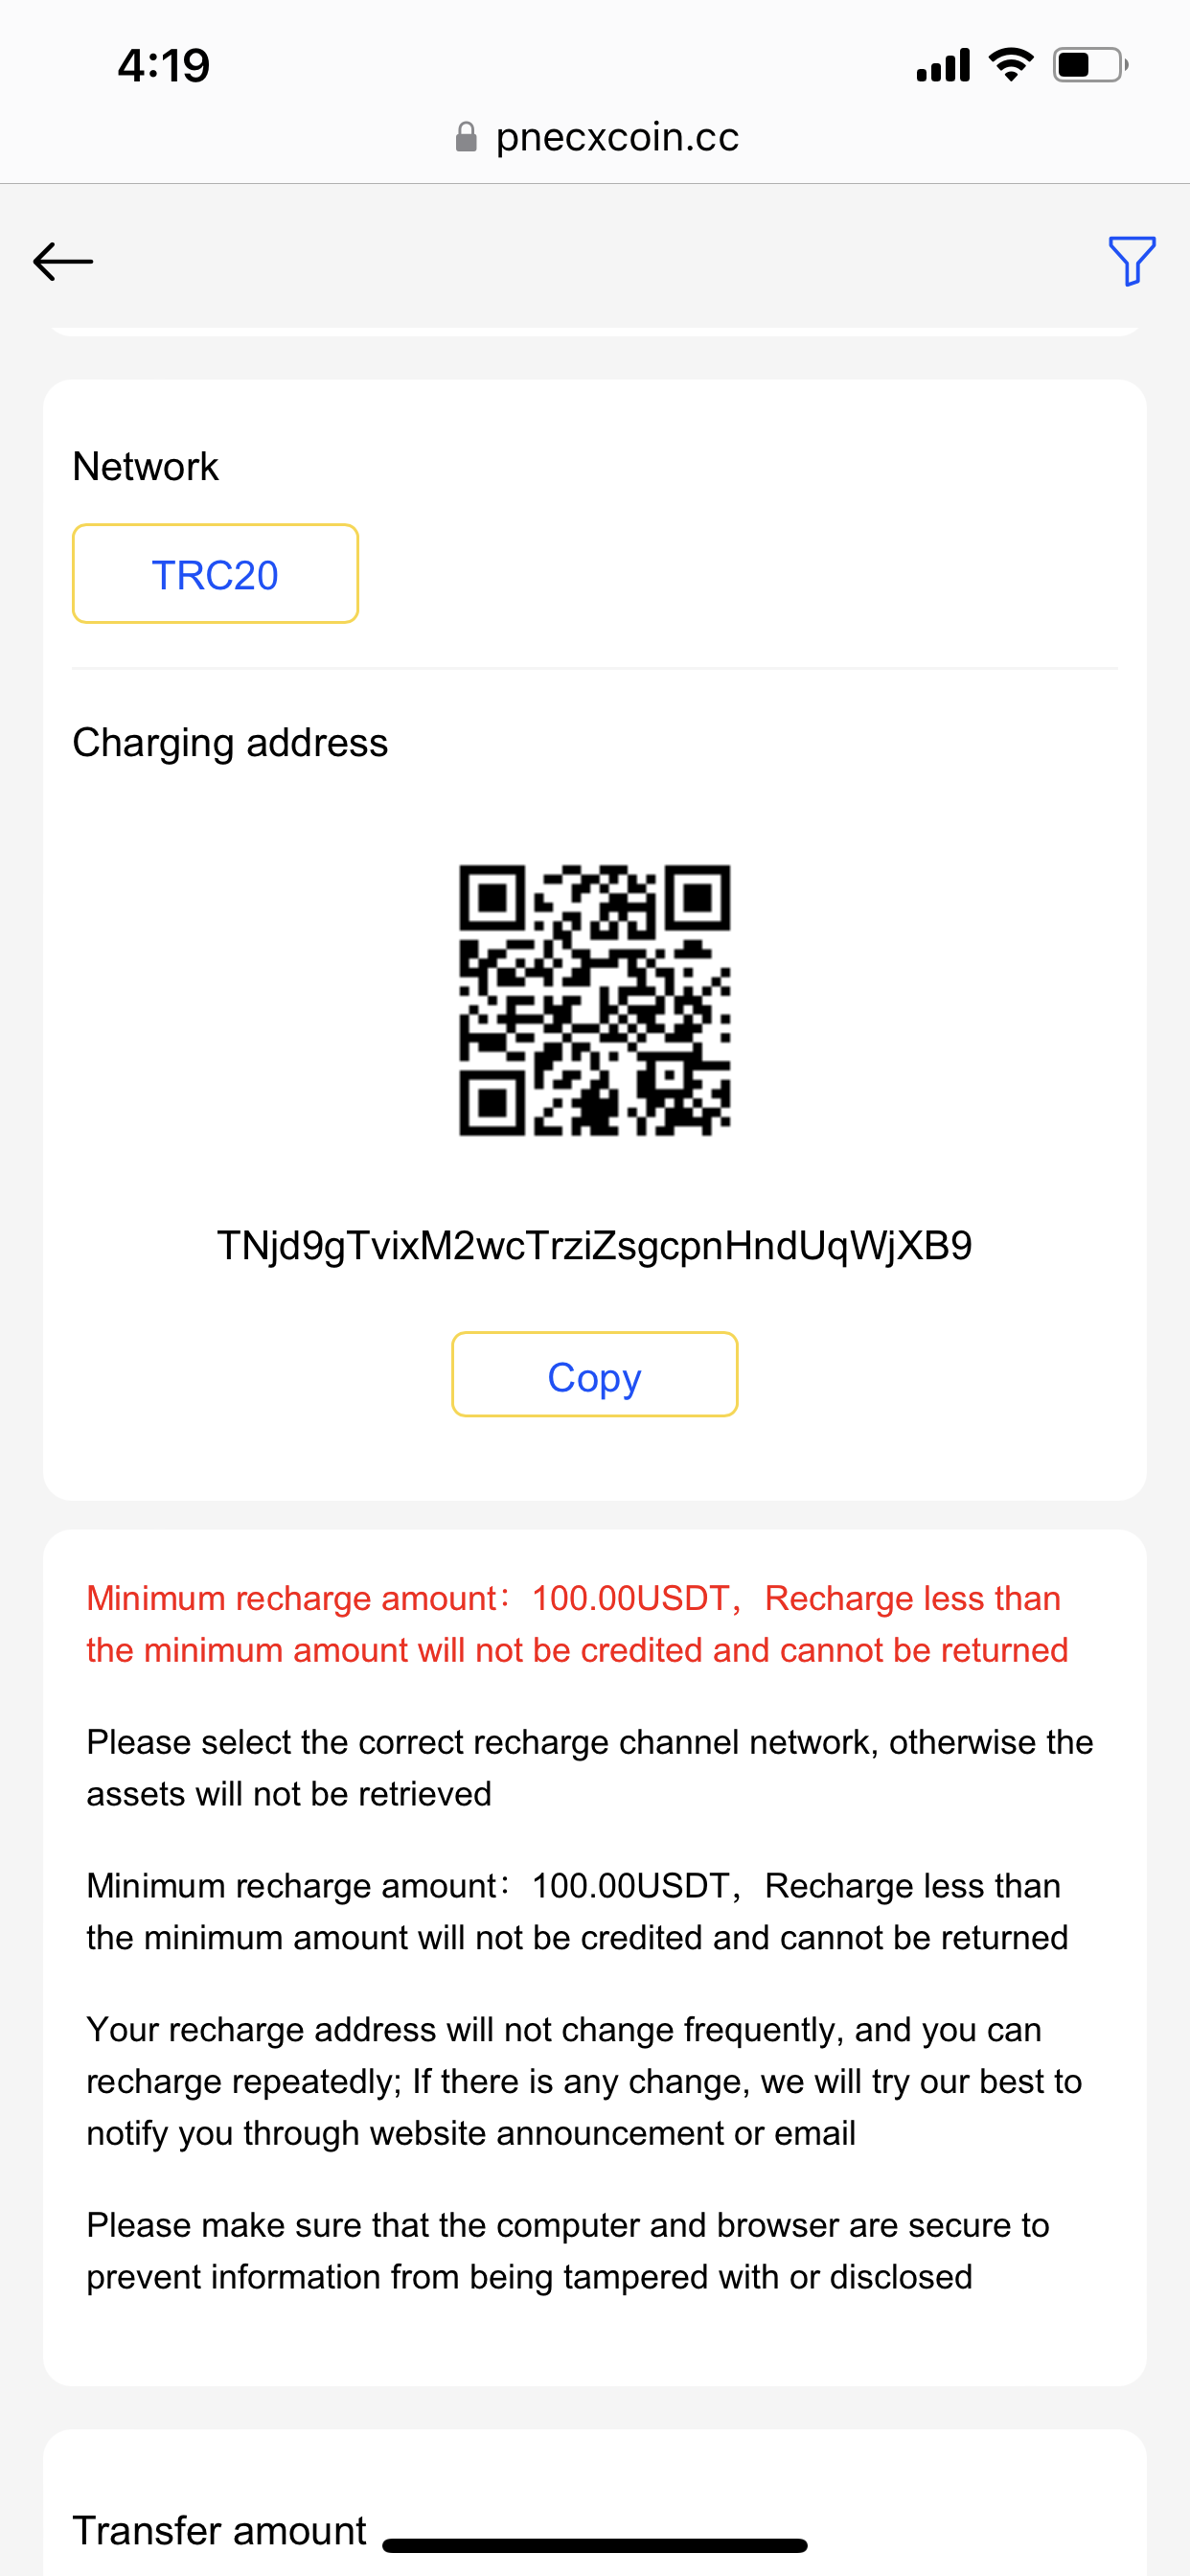 4:19
pnecxcoin.cc
Network
TRC20
Charging address
TNjd9gTvixM2wcTrziZsgcpnHndUqWjXB9
Copy
Minimum recharge amount：100.00USDT，Recharge less than
the minimum amount will not be credited and cannot be returned
Please select the correct recharge channel network, otherwise the
assets will not be retrieved
Minimum recharge amount：100.00USDT，Recharge less than
the minimum amount will not be credited and cannot be returned
Your recharge address will not change frequently, and you can
recharge repeatedly; If there is any change, we will try our best to
notify you through website announcement or email
Please make sure that the computer and browser are secure to
prevent information from being tampered with or disclosed
Transfer amount